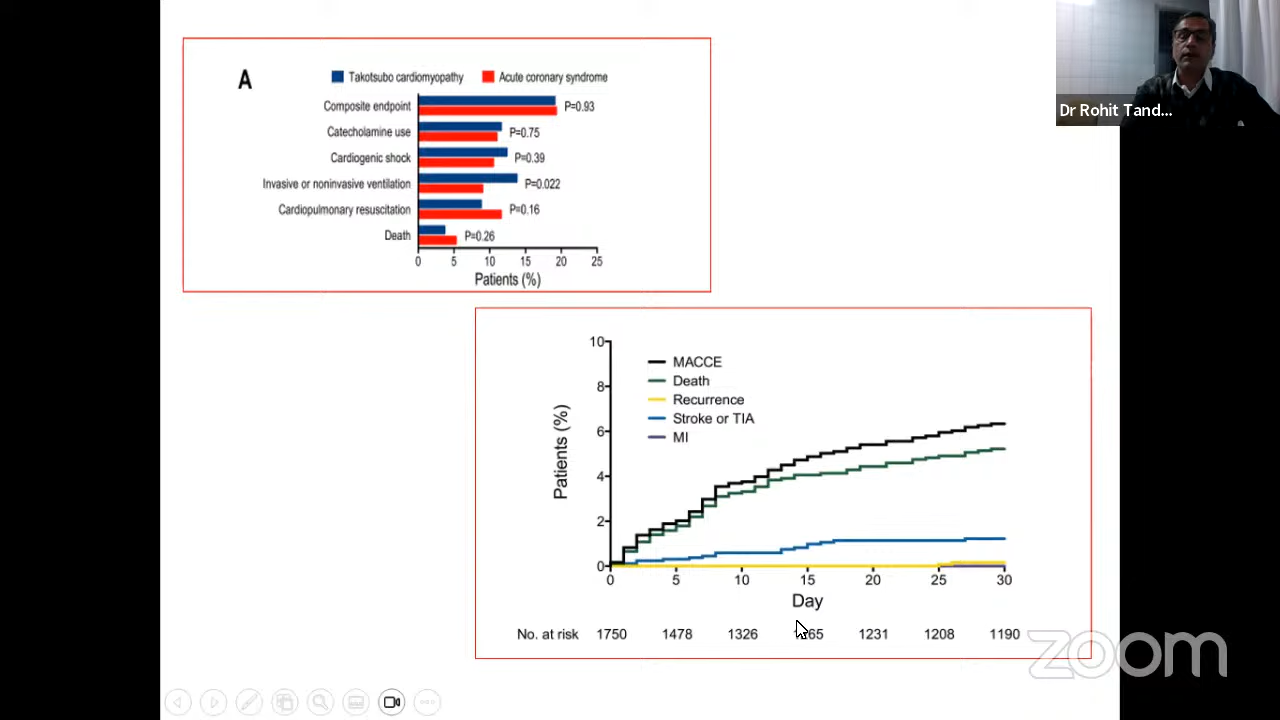 A
Takotsubo cardiomyopathy Acute coronary syndrome
Composite endpoint P=0.93
Catecholamine use P=0.75
Cardiogenic shock P=0.39
Invasive or noninvasive ventilation P=0.022
Cardiopulmonary resuscitation P=0.16
Death P=0.26
0 5 10 15 20 25
Patients (%)
Dr Rohit Tand...
10
8
6
4
2
0
Patients (%)
MACCE
Death
Recurrence
Stroke or TIA
MI
0 5 10 15 20 25 30
Day
No. at risk 1750 1478 1326 1231 1208 1190
zoom